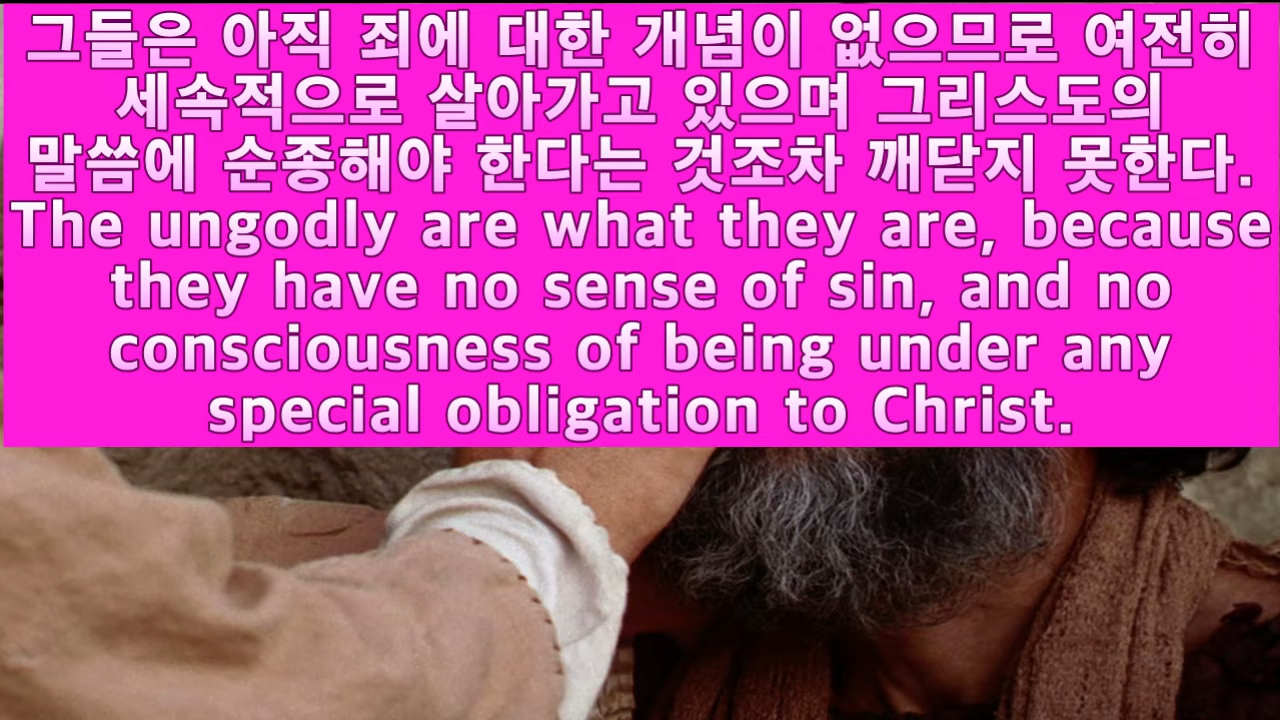 그들은 아직 죄에 대한 개념이 없으므로 여전히
세속적으로 살아가고 있으며 그리스도의
말씀에 순종해야 한다는 것조차 깨닫지 못한다.
The ungodly are what they are, because
they have no sense of sin, and no
consciousness of being under any
special obligation to Christ.